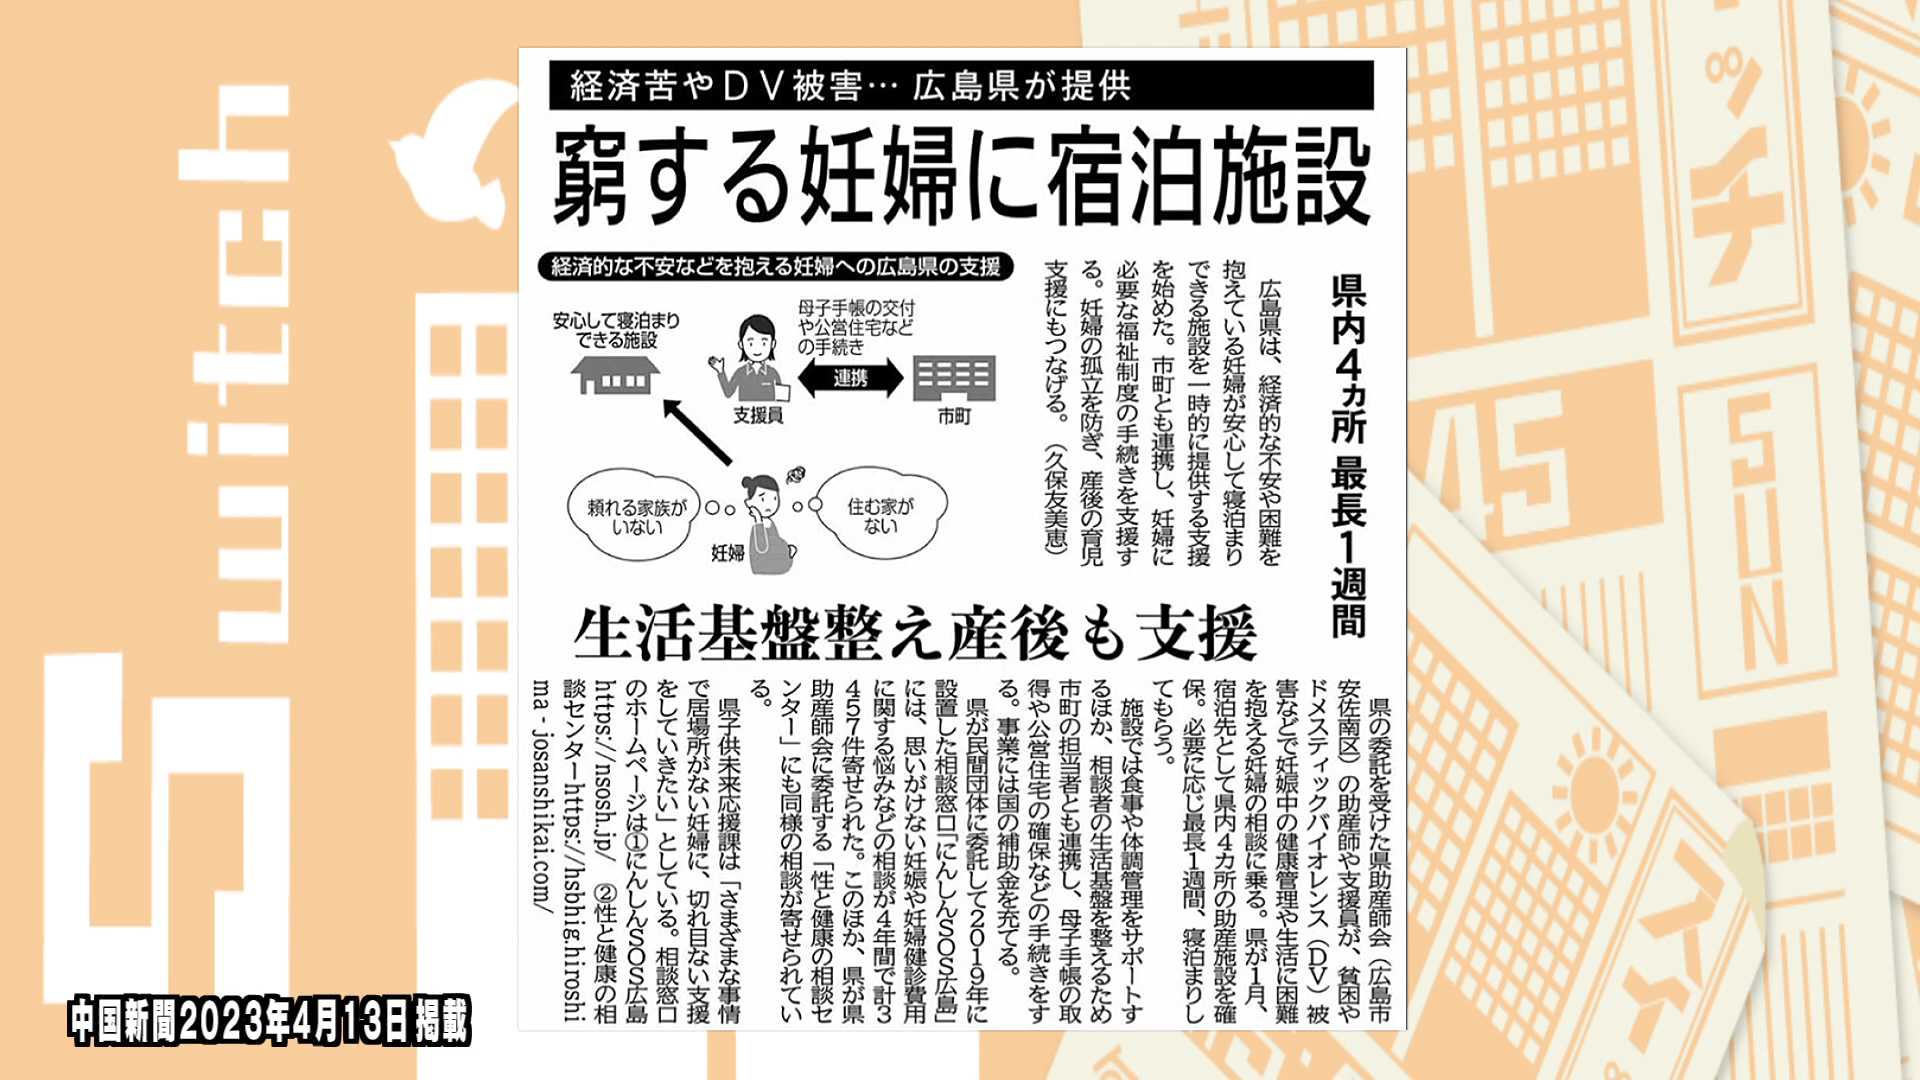 経済苦やDV被害… 広島県が提供
窮する妊婦に宿泊施設
県内4ヵ所 最長1週間
広島県は、経済的な不安や困難を
抱えている妊婦が安心して寝泊まり
できる施設を一時的に提供する支援
を始めた。市町とも連携し、妊婦に
必要な福祉制度の手続きを支援す
る。妊婦の孤立を防ぎ、産後の育児
支援にもつなげる。（久保友美恵）
経済的な不安などを抱える妊婦への広島県の支援
安心して寝泊まり
できる施設
母子手帳の交付
や公営住宅など
の手続き
連携
支援員
市町
頼れる家族が
いない
住む家が
ない
妊婦
生活基盤整え産後も支援
県の委託を受けた県助産師会（広島市
安佐南区）の助産師や支援員が、貧困や
ドメスティックバイオレンス（DV）被
害などで妊娠中の健康管理や生活に困難
を抱える妊婦の相談に乗る。県が1月、
宿泊先として県内4カ所の助産施設を確
保。必要に応じ最長1週間、寝泊まりし
てもらう。
施設では食事や体調管理をサポートす
るほか、相談者の生活基盤を整えるため
市町の担当者とも連携し、母子手帳の取
得や公営住宅の確保などの手続きをす
る。事業には国の補助金を充てる。
県が民間団体に委託して2019年に
設置した相談窓口「にんしんSOS広島」
には、思いがけない妊娠や妊婦健診費用
に関する悩みなどの相談が4年間で計3
457件寄せられた。このほか、県が県
助産師会に委託する「性と健康の相談セ
ンター」にも同様の相談が寄せられてい
る。
県子供未来応援課は「さまざまな事情
で居場所がない妊婦に、切れ目ない支援
をしていきたい」としている。相談窓口
のホームページは①にんしんSOS広島
https://nsosh.jp/ ②性と健康の相
談センターhttps://hsbhig.hiroshi
ma-josanshikai.com/
中国新聞2023年4月13日掲載
Switch
45
SUN